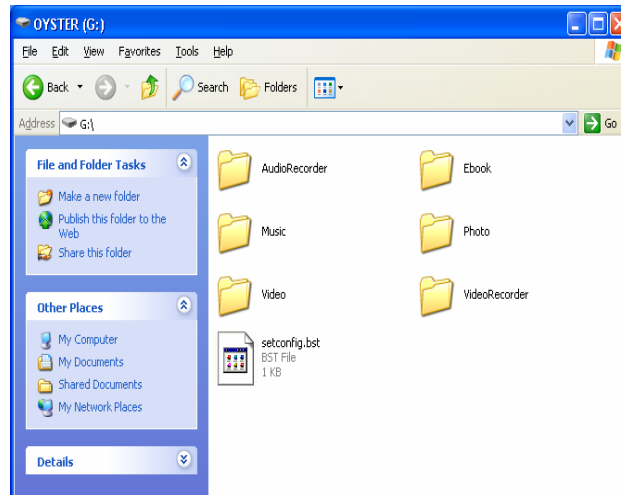 OYSTER (G:)
File Edit View Favorites Tools Help
Back Search Folders
Address G:\ Go
File and Folder Tasks
Make a new folder
Publish this folder to the
Web
Share this folder
Other Places
My Computer
My Documents
Shared Documents
My Network Places
Details
AudioRecorder Ebook
Music Photo
Video VideoRecorder
setconfig.bst
BST File
1 KB